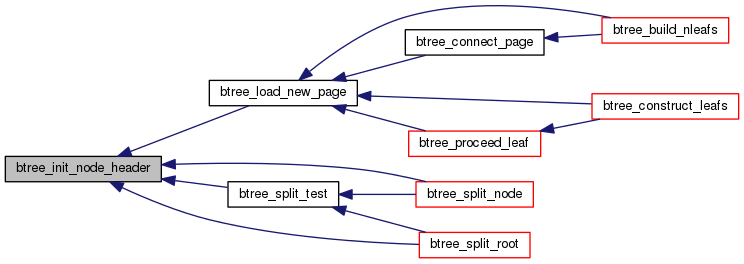 btree_build_nleafs
btree_connect_page
btree_load_new_page
btree_construct_leafs
btree_proceed_leaf
btree_init_node_header
btree_split_test
btree_split_node
btree_split_root